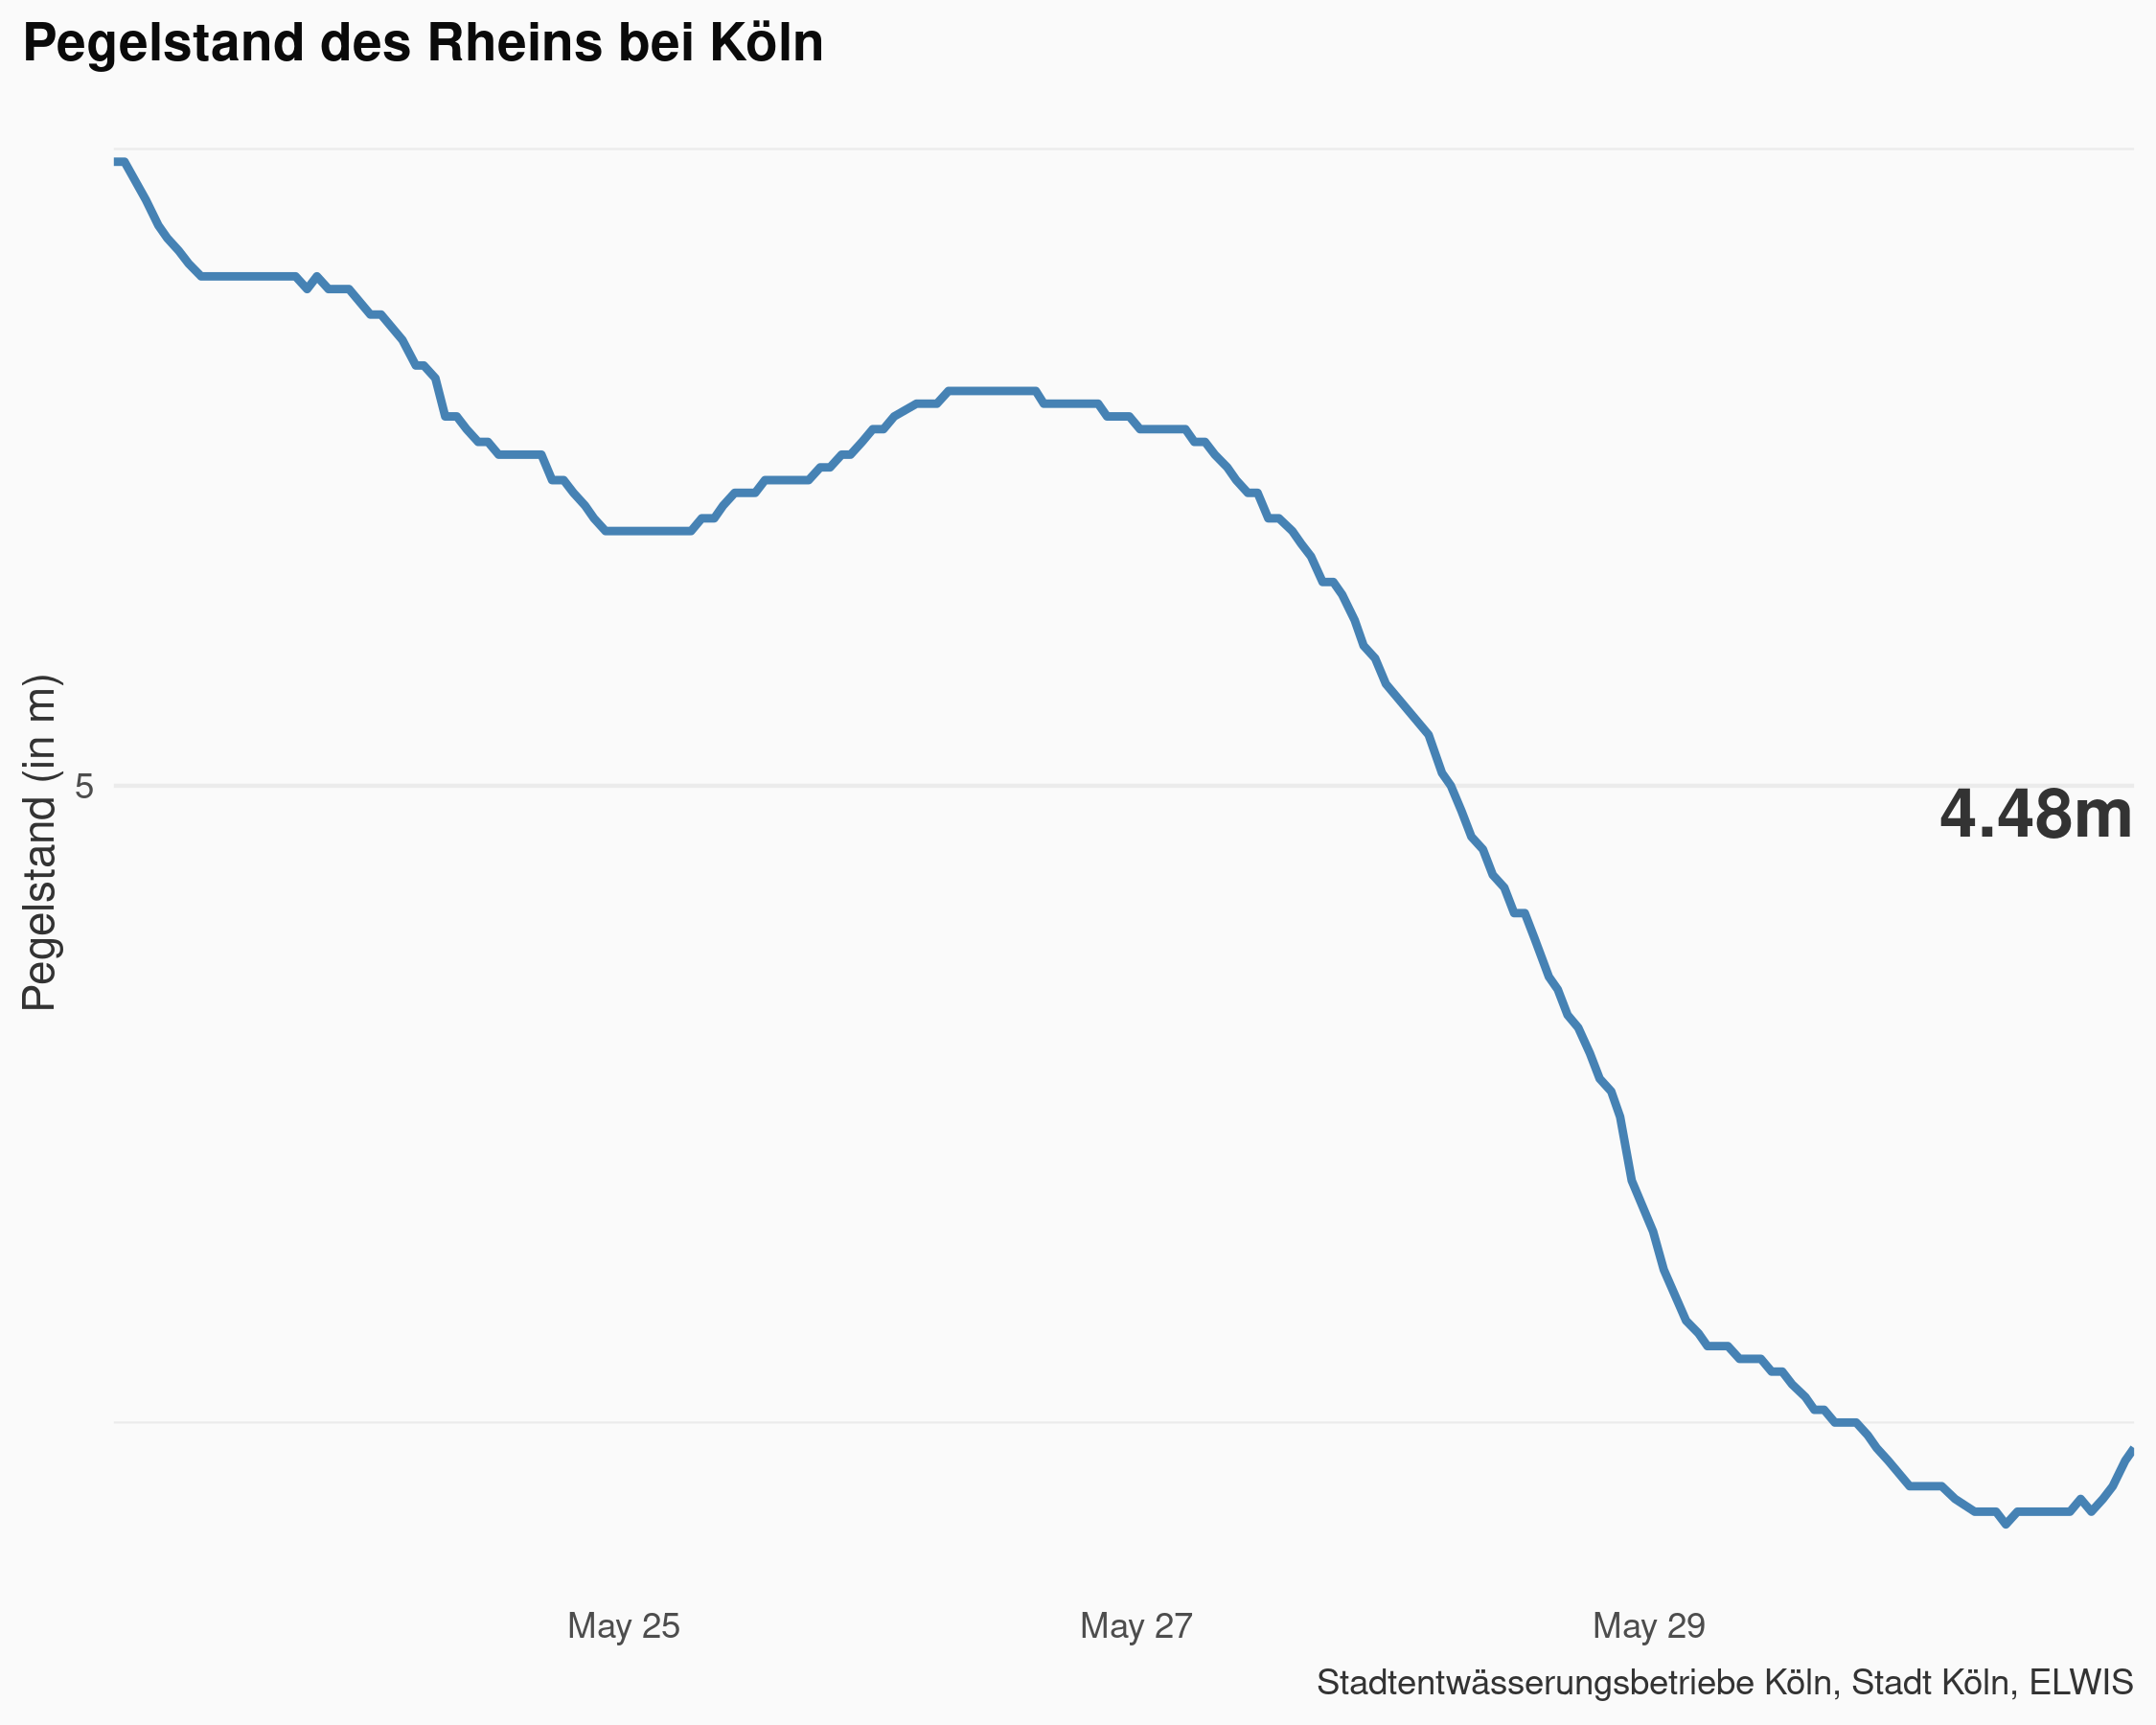 Pegelstand des Rheins bei Köln
Pegelstand (in m)
5
4.48m
May 25
May 27
May 29
Stadtentwässerungsbetriebe Köln, Stadt Köln, ELWIS